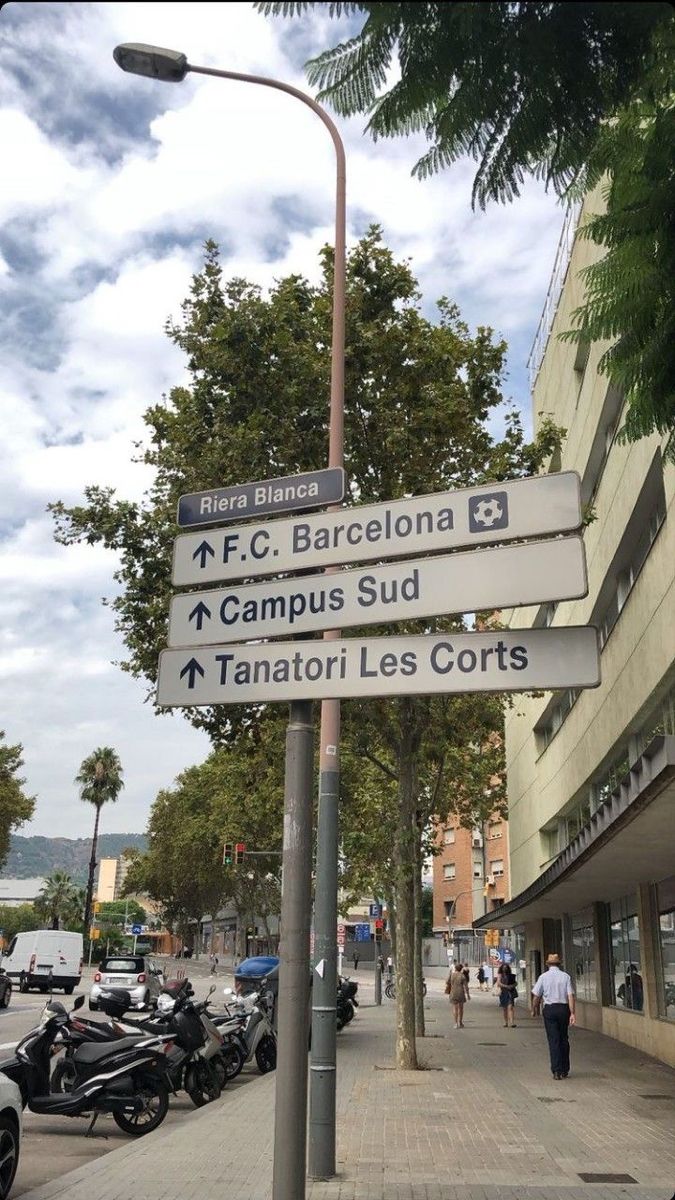 Riera Blanca
↑ F.C. Barcelona
↑ Campus Sud
↑ Tanatori Les Corts
E